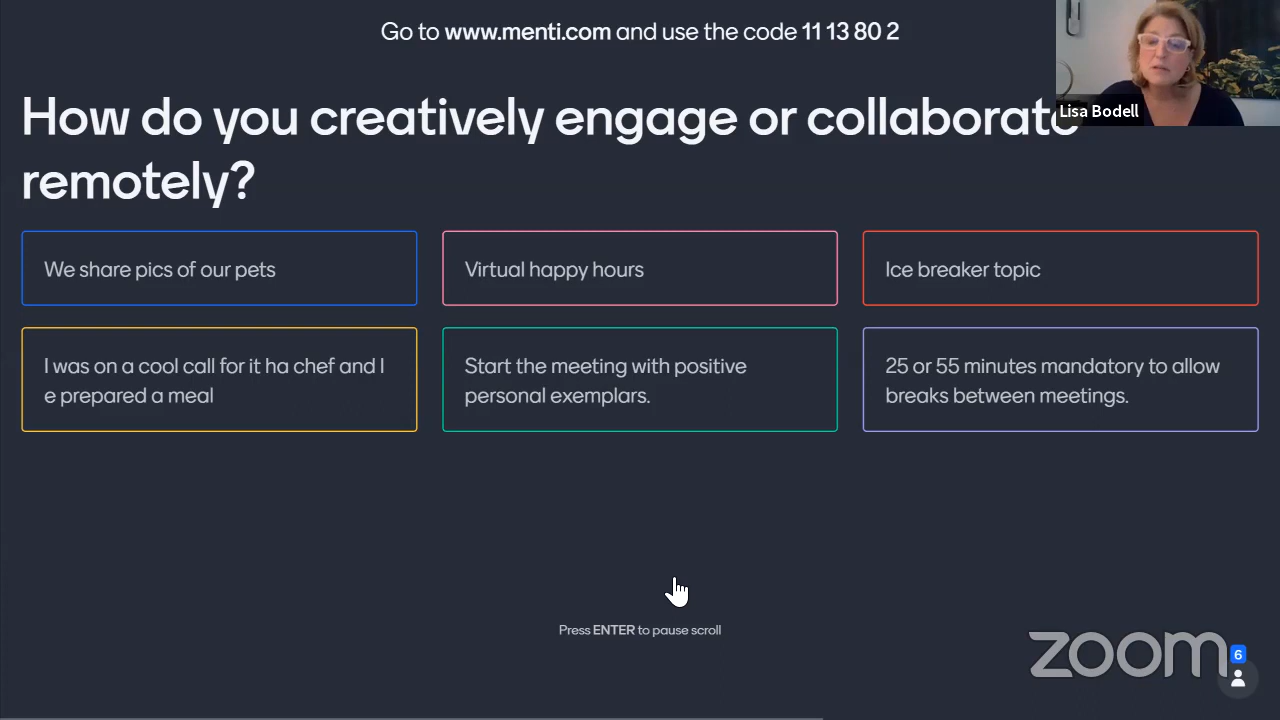 Go to www.menti.com and use the code 11 13 80 2
Lisa Bodell
How do you creatively engage or collaborate
remotely?
We share pics of our pets
Virtual happy hours
Ice breaker topic
I was on a cool call for it ha chef and I
e prepared a meal
Start the meeting with positive
personal exemplars.
25 or 55 minutes mandatory to allow
breaks between meetings.
Press ENTER to pause scroll
zoom
6